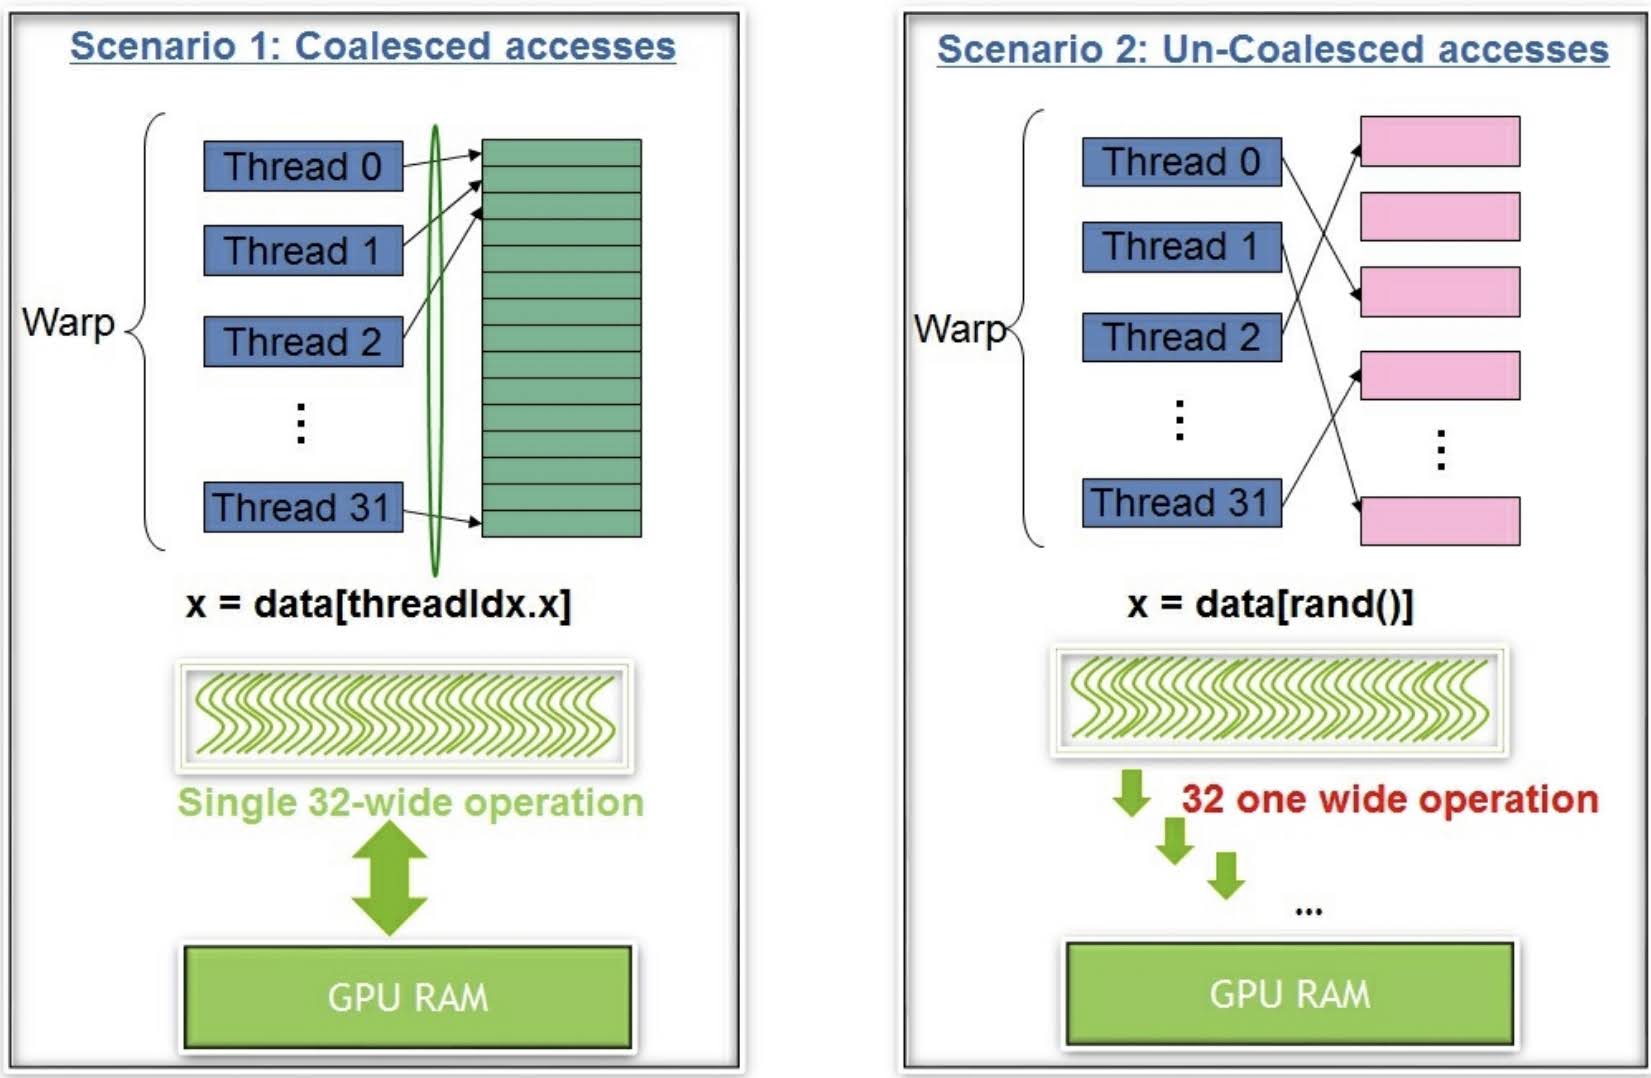 Scenario 1: Coalesced accesses
Warp
Thread 0
Thread 1
Thread 2
⋮
Thread 31
x = data[threadIdx.x]
Single 32-wide operation
GPU RAM
Scenario 2: Un-Coalesced accesses
Warp
Thread 0
Thread 1
Thread 2
⋮
Thread 31
⋮
x = data[rand()]
32 one wide operation
...
GPU RAM